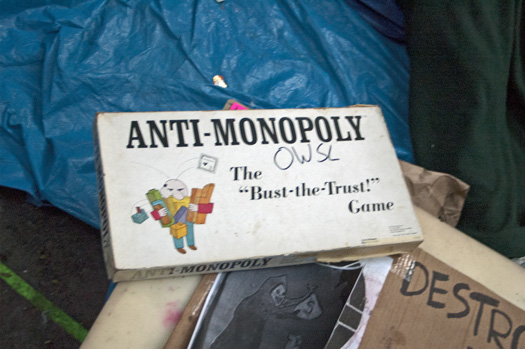 ANTI-MONOPOLY
OWSL
The
"Bust-the-Trust!"
Game
ANTI-MONOPOLY
DESTRO